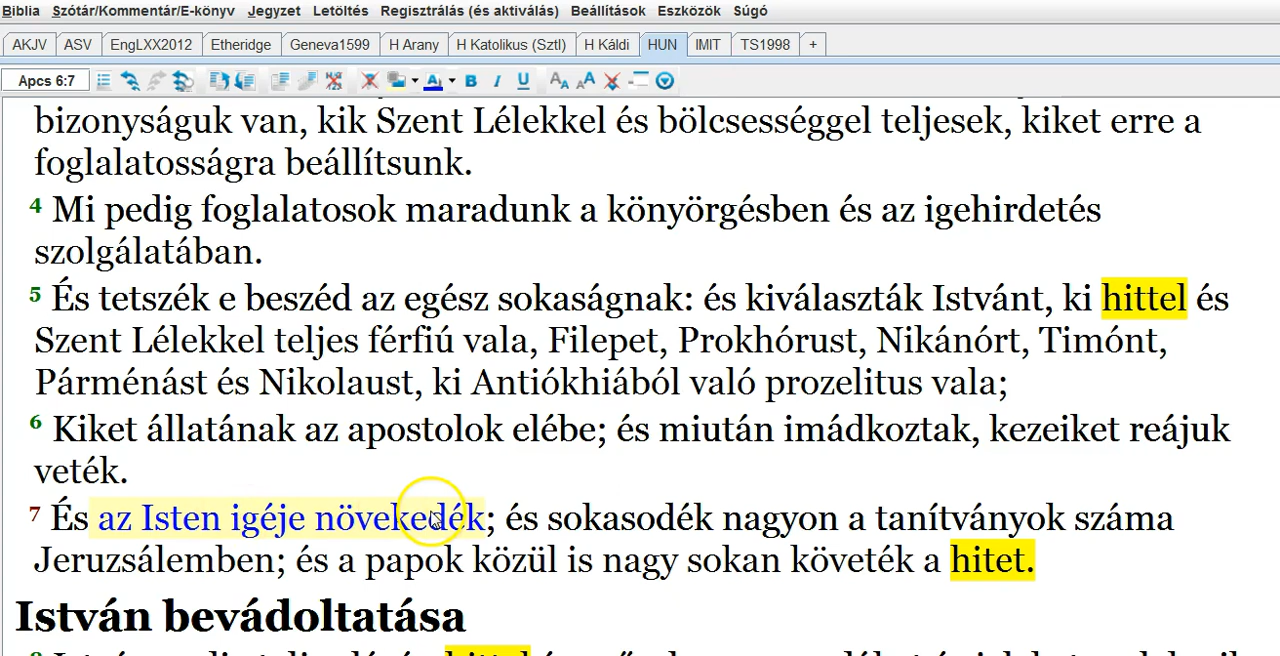 Biblia Szótár/Kommentár/E-könyv Jegyzet Letöltés Regisztrálás (és aktiválás) Beállítások Eszközök Súgó
AKJV ASV EngLXX2012 Etheridge Geneva1599 H Arany H Katolikus (Sztl) H Káldi HUN IMIT TS1998 +
Apcs 6:7
bizonyságuk van, kik Szent Lélekkel és bölcsességgel teljesek, kiket erre a
foglalatosságra beállítsunk.
4 Mi pedig foglalatosok maradunk a könyörgésben és az igehirdetés
szolgálatában.
5 És tetszék e beszéd az egész sokaságnak: és kiválaszták Istvánt, ki hittel és
Szent Lélekkel teljes férfiú vala, Filepet, Prokhórust, Nikánórt, Timónt,
Párménást és Nikolaust, ki Antiókhiából való prozelitus vala;
6 Kiket állatának az apostolok elébe; és miután imádkoztak, kezeiket reájuk
veték.
7 És az Isten igéje növekedék; és sokasodék nagyon a tanítványok száma
Jeruzsálemben; és a papok közül is nagy sokan követék a hitet.
István bevádoltatása